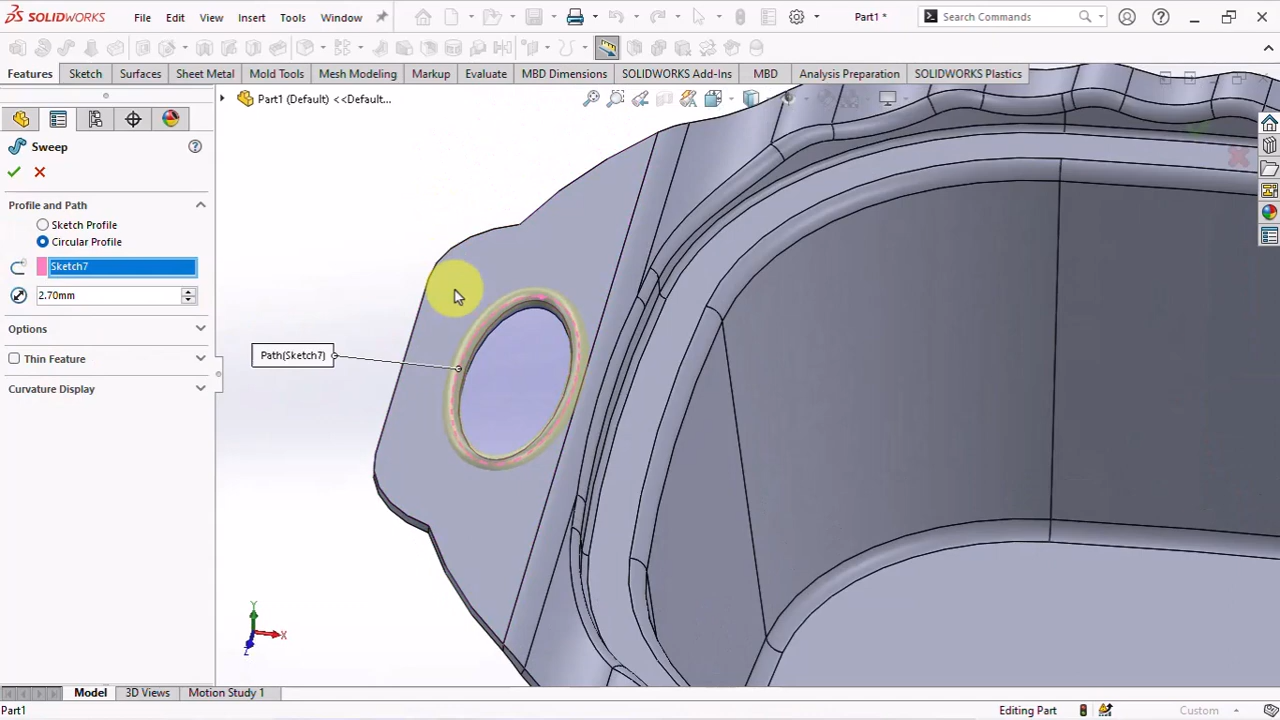 SOLIDWORKS
File
Edit
View
Insert
Tools
Window
Part1 *
Search Commands
Features
Sketch
Surfaces
Sheet Metal
Mold Tools
Mesh Modeling
Markup
Evaluate
MBD Dimensions
SOLIDWORKS Add-Ins
MBD
Analysis Preparation
SOLIDWORKS Plastics
Part1 (Default) <<Default...
Sweep
Profile and Path
Sketch Profile
Circular Profile
Sketch7
2.70mm
Options
Thin Feature
Curvature Display
Path(Sketch7)
Y
X
Z
Model
3D Views
Motion Study 1
Part1
Editing Part
Custom